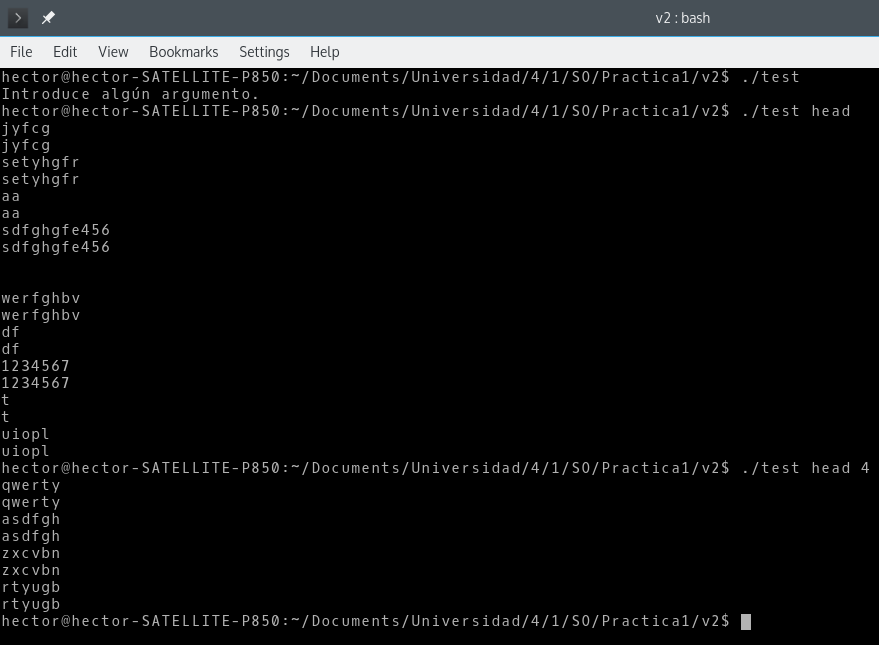 v2 : bash
File Edit View Bookmarks Settings Help
hector@hector-SATELLITE-P850:~/Documents/Universidad/4/1/SO/Practica1/v2$ ./test
Introduce algún argumento.
hector@hector-SATELLITE-P850:~/Documents/Universidad/4/1/SO/Practica1/v2$ ./test head
jyfcg
jyfcg
setyhgfr
setyhgfr
aa
aa
sdfghgfe456
sdfghgfe456
werfghbv
werfghbv
df
df
1234567
1234567
t
t
uiopl
uiopl
hector@hector-SATELLITE-P850:~/Documents/Universidad/4/1/SO/Practica1/v2$ ./test head 4
qwerty
qwerty
asdfgh
asdfgh
zxcvbn
zxcvbn
rtyugb
rtyugb
hector@hector-SATELLITE-P850:~/Documents/Universidad/4/1/SO/Practica1/v2$